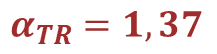 α_TR = 1,37